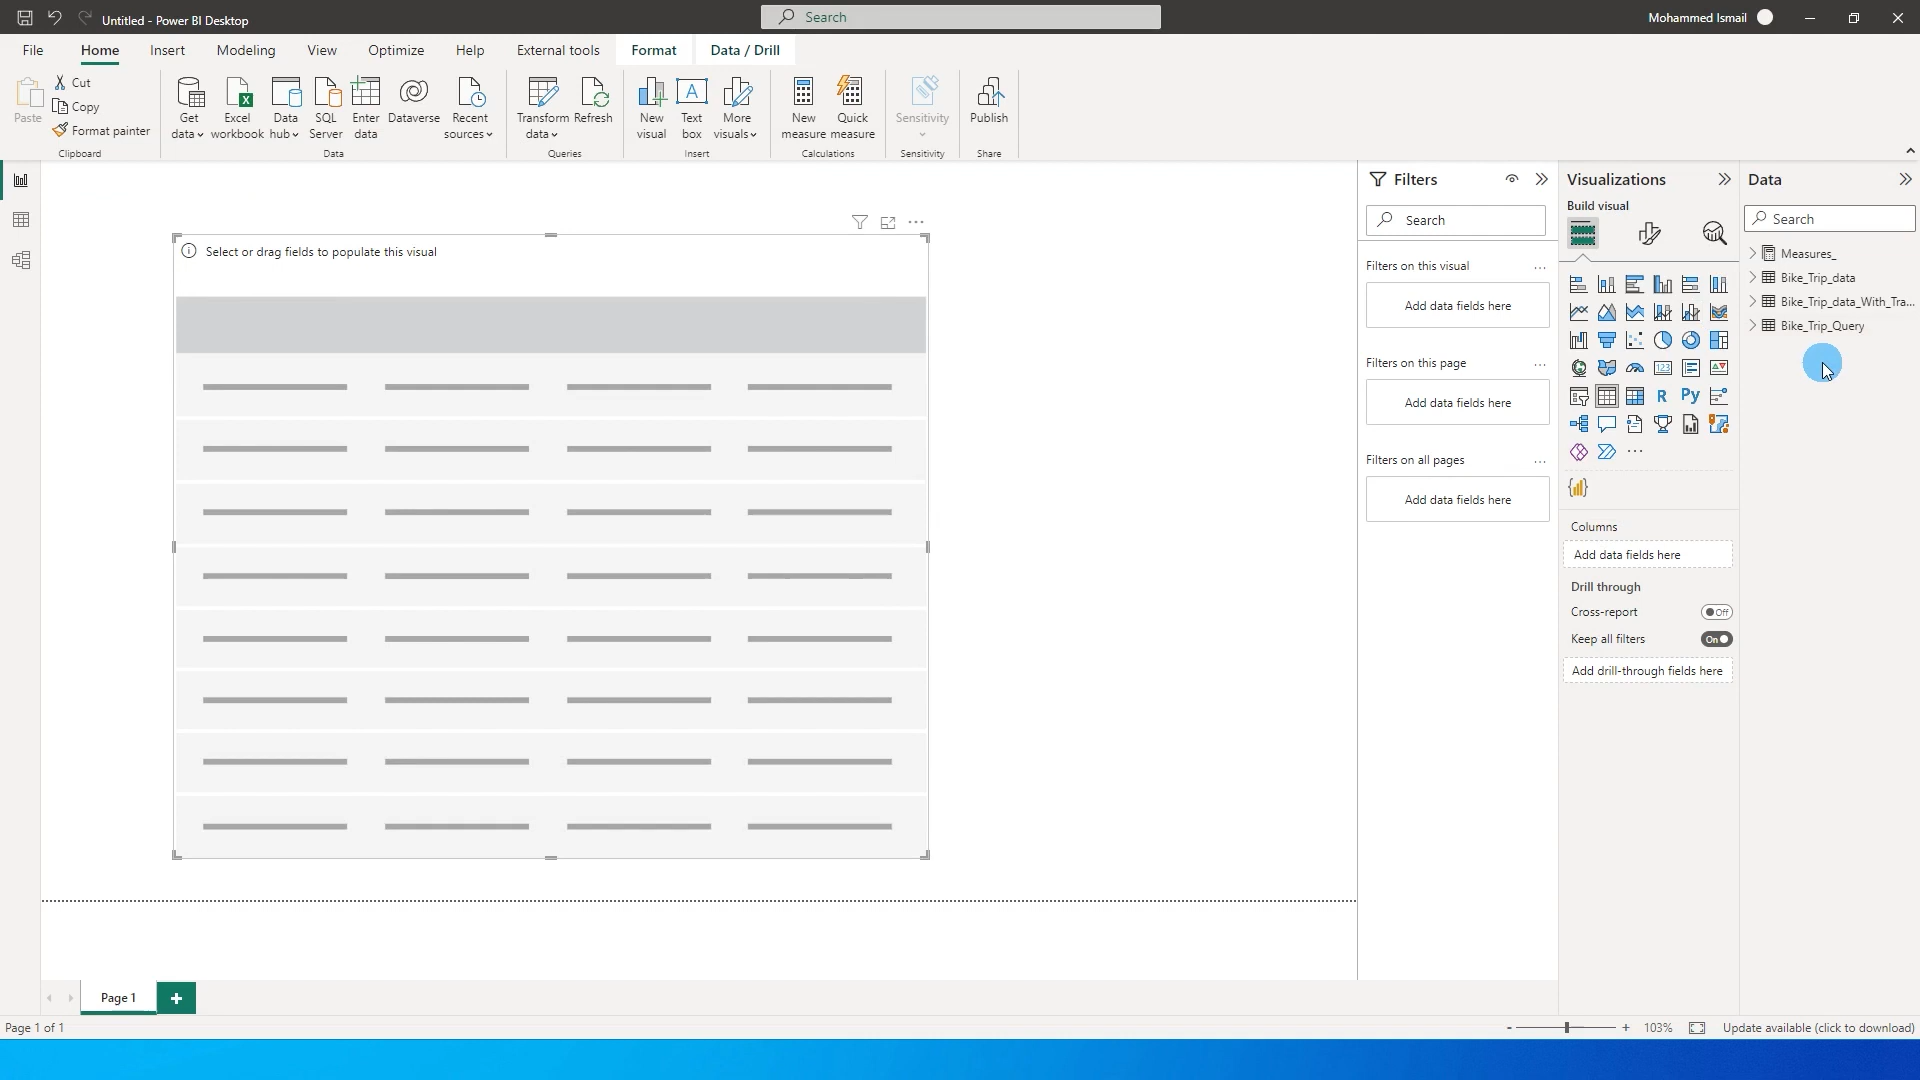 Untitled - Power BI Desktop
Search
Mohammed Ismail
File
Home
Insert
Modeling
View
Optimize
Help
External tools
Format
Data / Drill
Paste
Cut
Copy
Format painter
Clipboard
Get
data
Excel
workbook
Data
hub
SQL
Server
Enter
data
Dataverse
Recent
sources
Data
Transform
data
Refresh
Queries
New
visual
Text
box
More
visuals
Insert
New
measure
Quick
measure
Calculations
Sensitivity
Sensitivity
Publish
Share
Select or drag fields to populate this visual
Filters
Search
Filters on this visual
Add data fields here
Filters on this page
Add data fields here
Filters on all pages
Add data fields here
Visualizations
Build visual
123
R
Py
Columns
Add data fields here
Drill through
Cross-report
Off
Keep all filters
On
Add drill-through fields here
Data
Search
Measures_
Bike_Trip_data
Bike_Trip_data_With_Tra...
Bike_Trip_Query
Page 1
Page 1 of 1
103%
Update available (click to download)